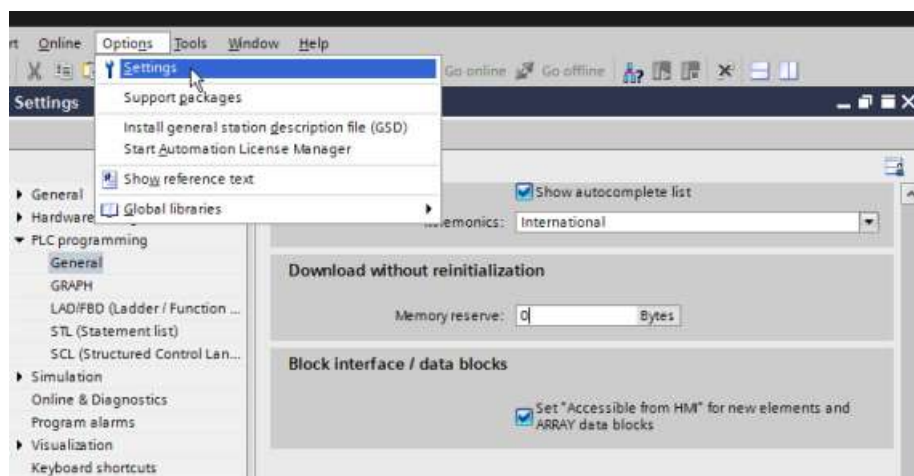 rt Online Options Tools Window Help
Settings Go online Go offline
Settings
Support packages
Install general station description file (GSD)
Start Automation License Manager
Show reference text
Global libraries
General
Hardware
PLC programming
General
GRAPH
LAD/FBD (Ladder / Function ...
STL (Statement list)
SCL (Structured Control Lan...
Simulation
Online & Diagnostics
Program alarms
Visualization
Keyboard shortcuts
Show autocomplete list
emonics: International
Download without reinitialization
Memory reserve: 0 Bytes
Block interface / data blocks
Set "Accessible from HMI" for new elements and
ARRAY data blocks